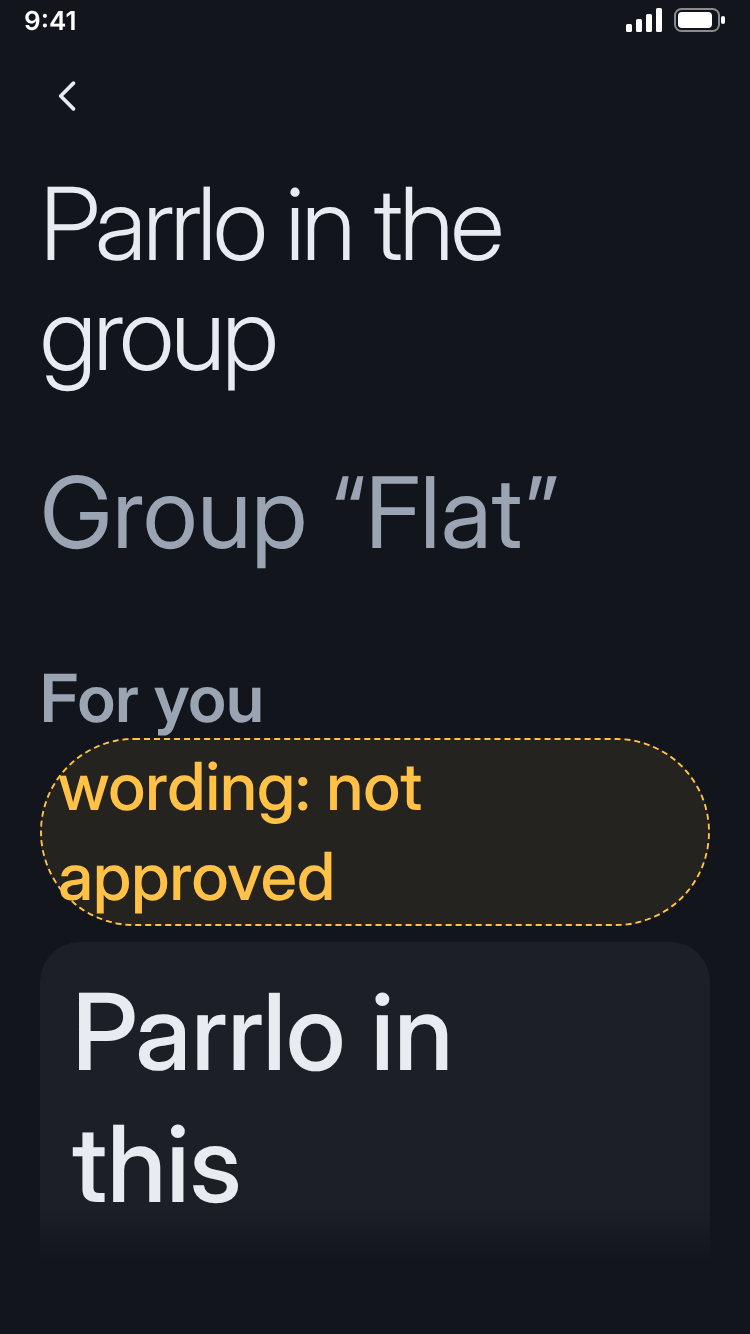 9:41
Parrlo in the
group
Group “Flat”
For you
wording: not
approved
Parrlo in
this